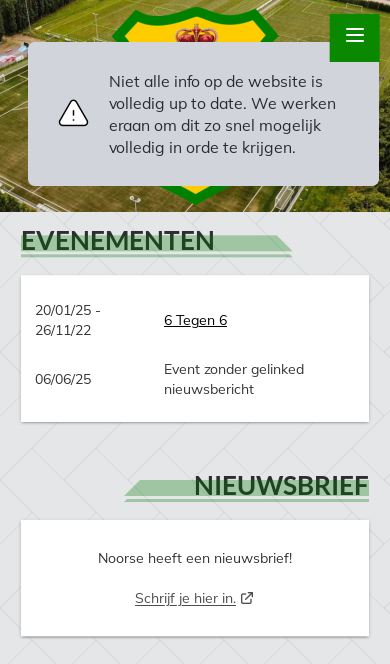 Niet alle info op de website is
volledig up to date. We werken
eraan om dit zo snel mogelijk
volledig in orde te krijgen.
EVENEMENTEN
20/01/25 -
26/11/22
6 Tegen 6
06/06/25
Event zonder gelinked
nieuwsbericht
NIEUWSBRIEF
Noorse heeft een nieuwsbrief!
Schrijf je hier in.